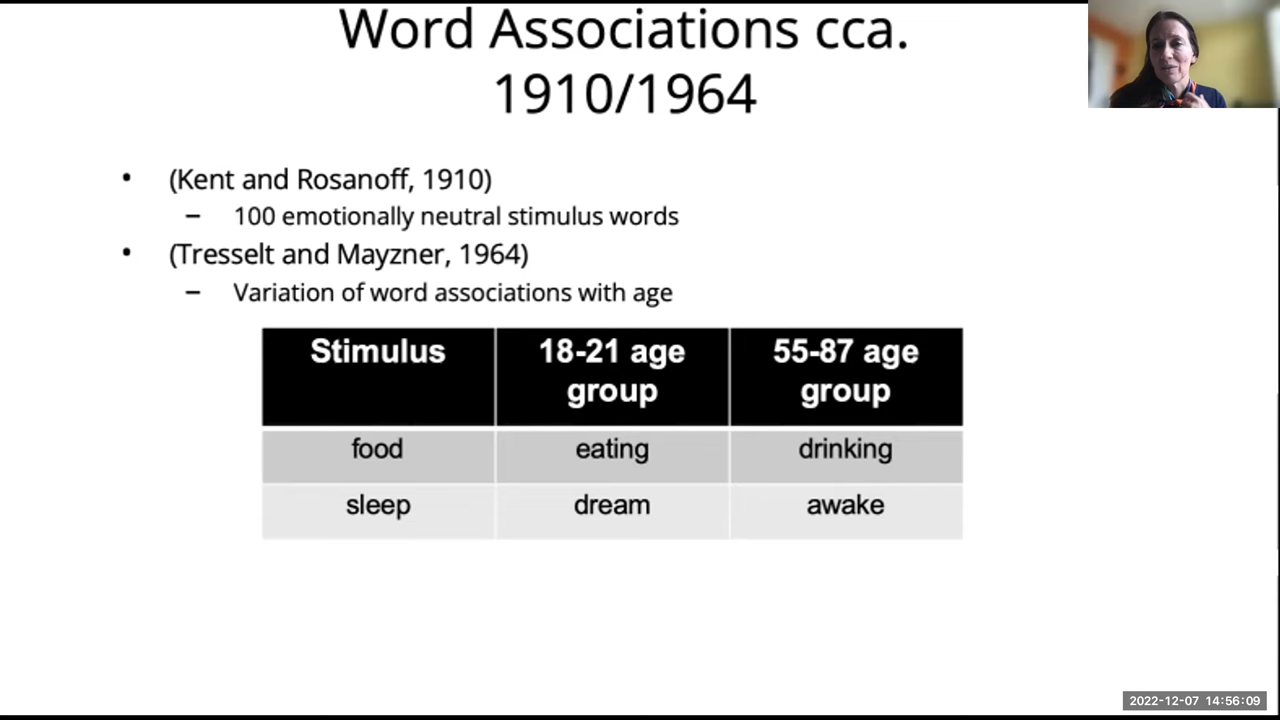 Word Associations cca.
1910/1964
• (Kent and Rosanoff, 1910)
– 100 emotionally neutral stimulus words
• (Tresselt and Mayzner, 1964)
– Variation of word associations with age
Stimulus 18-21 age group 55-87 age group
food eating drinking
sleep dream awake
2022-12-07 14:56:09